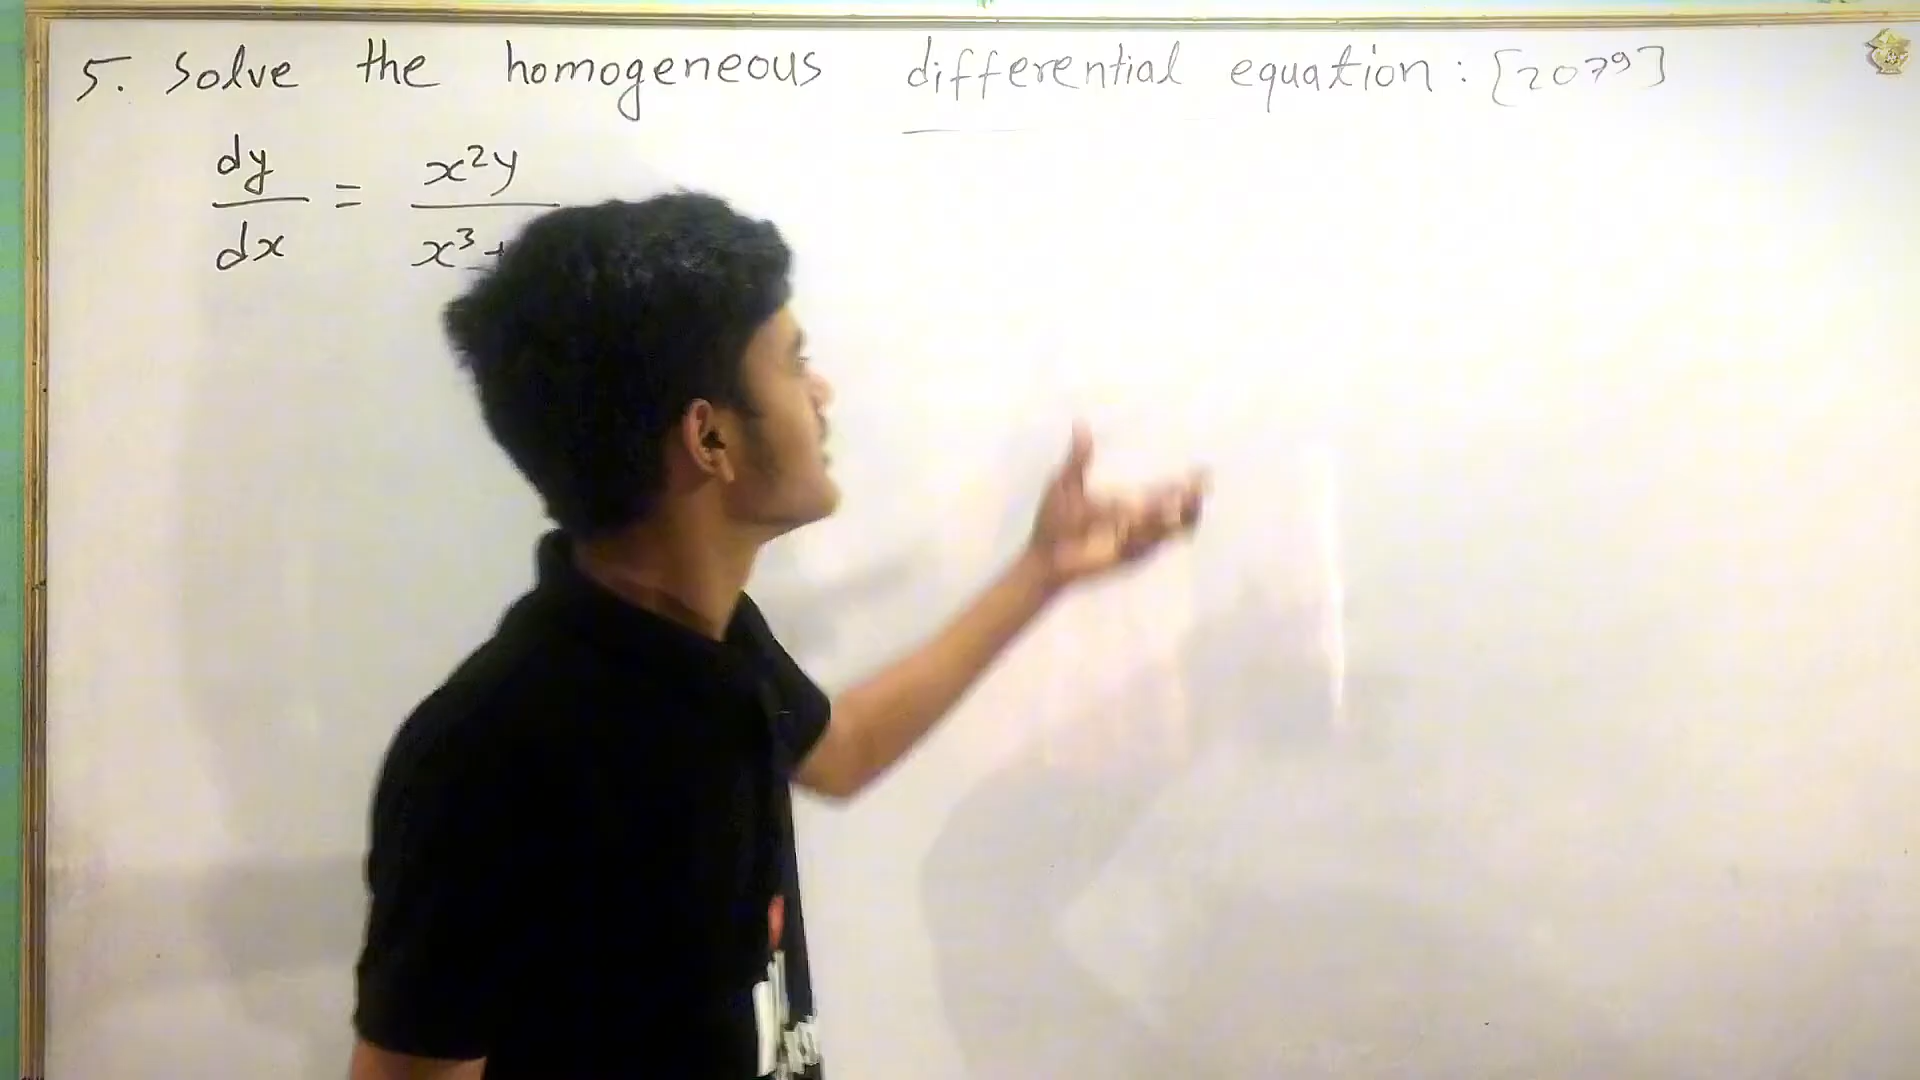 5. Solve the homogeneous differential equation: [2079]
dy/dx = x²y/x³+